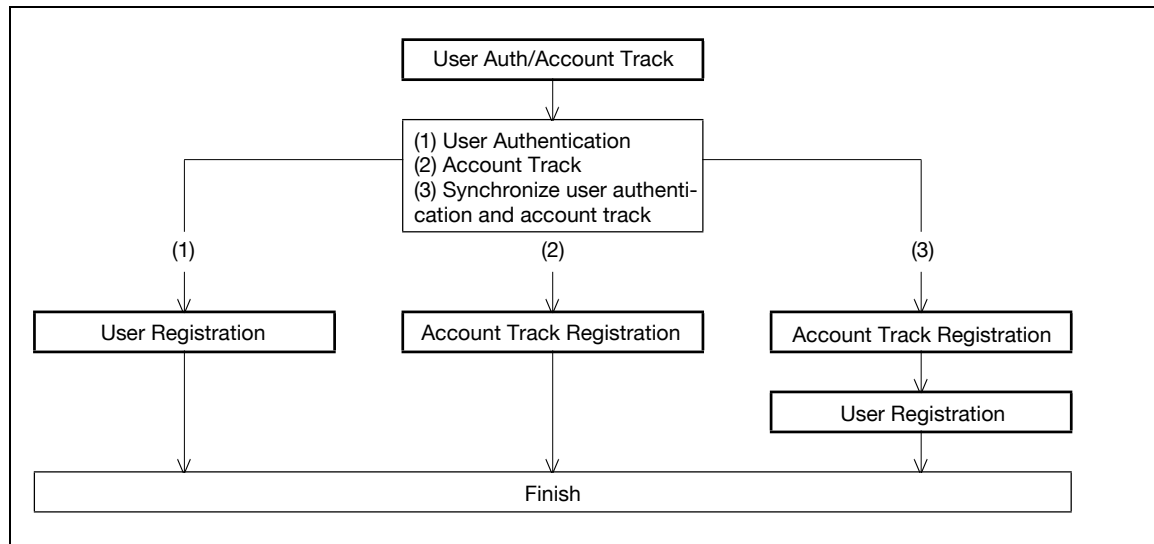 User Auth/Account Track
(1) User Authentication
(2) Account Track
(3) Synchronize user authenti-
cation and account track
(1)
(2)
(3)
User Registration
Account Track Registration
Account Track Registration
User Registration
Finish